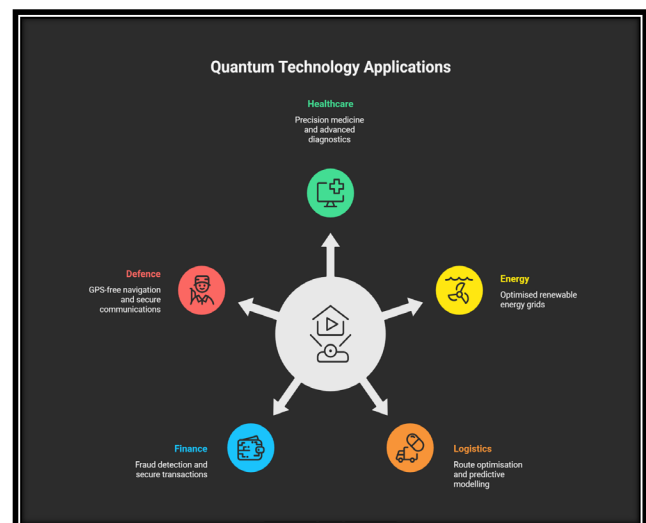 Quantum Technology Applications
Healthcare
Precision medicine
and advanced
diagnostics
Defence
GPS-free navigation
and secure
communications
Energy
Optimised renewable
energy grids
Finance
Fraud detection and
secure transactions
Logistics
Route optimisation
and predictive
modelling